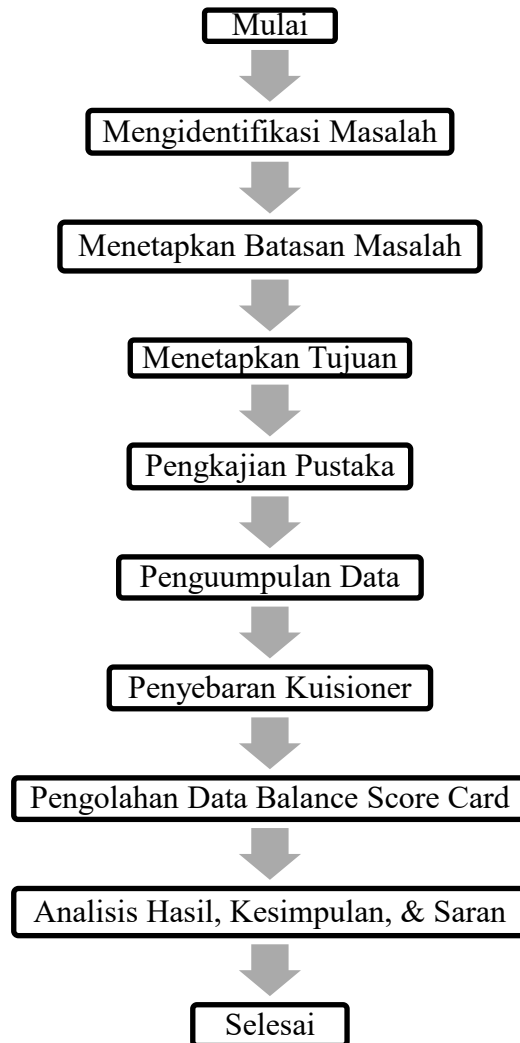 Mulai
Mengidentifikasi Masalah
Menetapkan Batasan Masalah
Menetapkan Tujuan
Pengkajian Pustaka
Penguumpulan Data
Penyebaran Kuisioner
Pengolahan Data Balance Score Card
Analisis Hasil, Kesimpulan, & Saran
Selesai